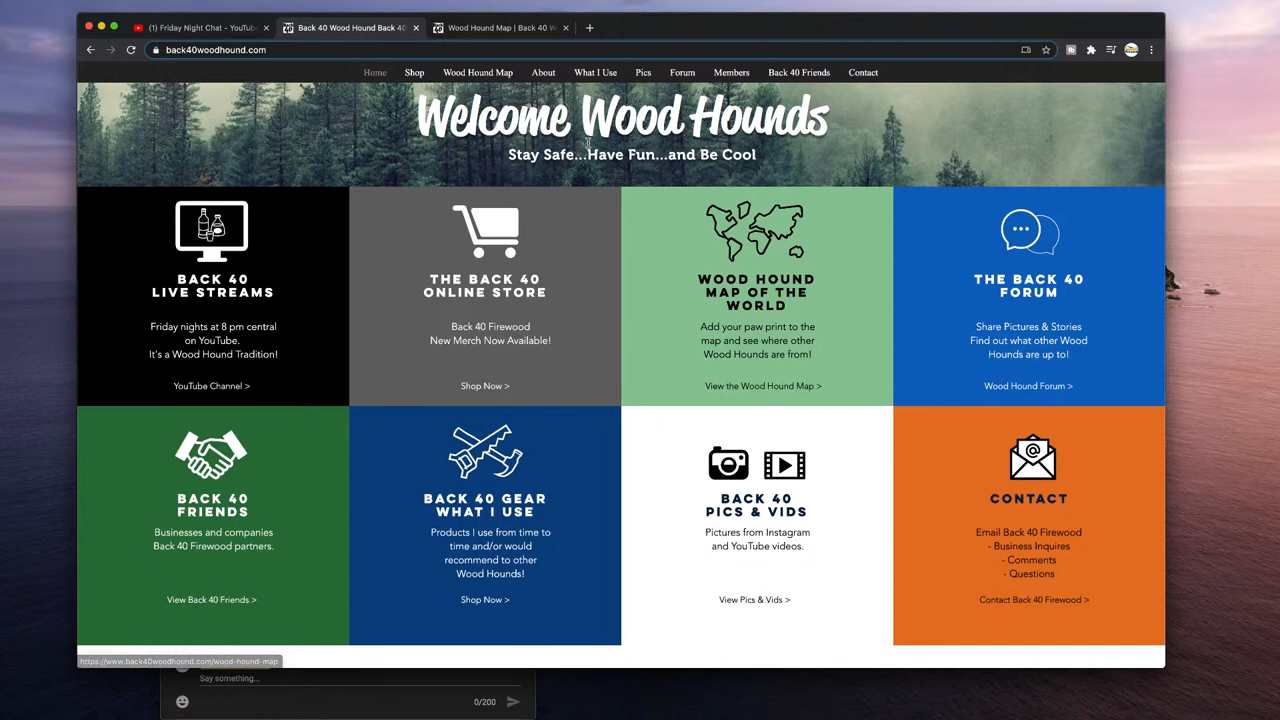 (1) Friday Night Chat - YouTube
Back 40 Wood Hound Back 40
Wood Hound Map | Back 40 W
back40woodhound.com
Home Shop Wood Hound Map About What I Use Pics Forum Members Back 40 Friends Contact
Welcome Wood Hounds
Stay Safe...Have Fun...and Be Cool
BACK 40
LIVE STREAMS
Friday nights at 8 pm central
on YouTube.
It's a Wood Hound Tradition!
YouTube Channel >
THE BACK 40
ONLINE STORE
Back 40 Firewood
New Merch Now Available!
Shop Now >
WOOD HOUND
MAP OF THE
WORLD
Add your paw print to the
map and see where other
Wood Hounds are from!
View the Wood Hound Map >
THE BACK 40
FORUM
Share Pictures & Stories
Find out what other Wood
Hounds are up to!
Wood Hound Forum >
BACK 40
FRIENDS
Businesses and companies
Back 40 Firewood partners.
View Back 40 Friends >
BACK 40 GEAR
WHAT I USE
Products I use from time to
time and/or would
recommend to other
Wood Hounds!
Shop Now >
BACK 40
PICS & VIDS
Pictures from Instagram
and YouTube videos.
View Pics & Vids >
CONTACT
Email Back 40 Firewood
- Business Inquires
- Comments
- Questions
Contact Back 40 Firewood >
https://www.back40woodhound.com/wood-hound-map
Say something...
0/200